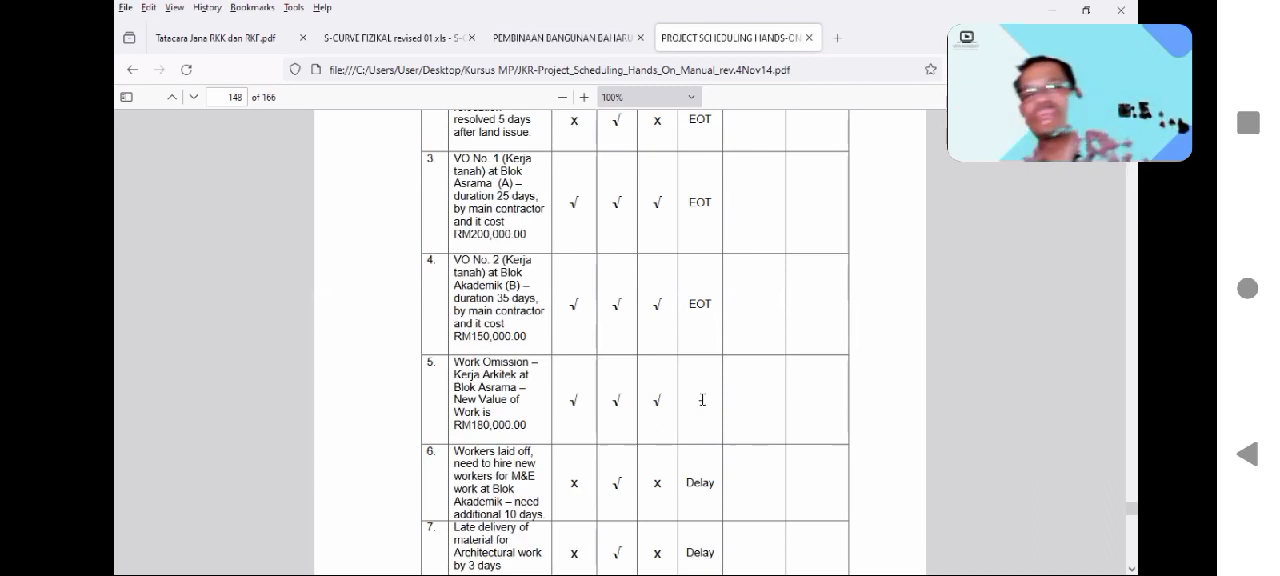 File Edit View History Bookmarks Tools Help
Tatacara Jana RKK dan RKF.pdf
S-CURVE FIZIKAL revised 01.xls - S-C
PEMBINAAN BANGUNAN BAHARU
PROJECT SCHEDULING HANDS-ON
file:///C:/Users/User/Desktop/Kursus MP/JKR-Project_Scheduling_Hands_On_Manual_rev.4Nov14.pdf
148 of 166
100%
resolved 5 days
after land issue.
x √ x EOT
3. VO No. 1 (Kerja
tanah) at Blok
Asrama (A) –
duration 25 days,
by main contractor
and it cost
RM200,000.00
√ √ √ EOT
4. VO No. 2 (Kerja
tanah) at Blok
Akademik (B) –
duration 35 days,
by main contractor
and it cost
RM150,000.00
√ √ √ EOT
5. Work Omission –
Kerja Arkitek at
Blok Asrama –
New Value of
Work is
RM180,000.00
√ √ √
6. Workers laid off,
need to hire new
workers for M&E
work at Blok
Akademik – need
additional 10 days.
x √ x Delay
7. Late delivery of
material for
Architectural work
by 3 days
x √ x Delay